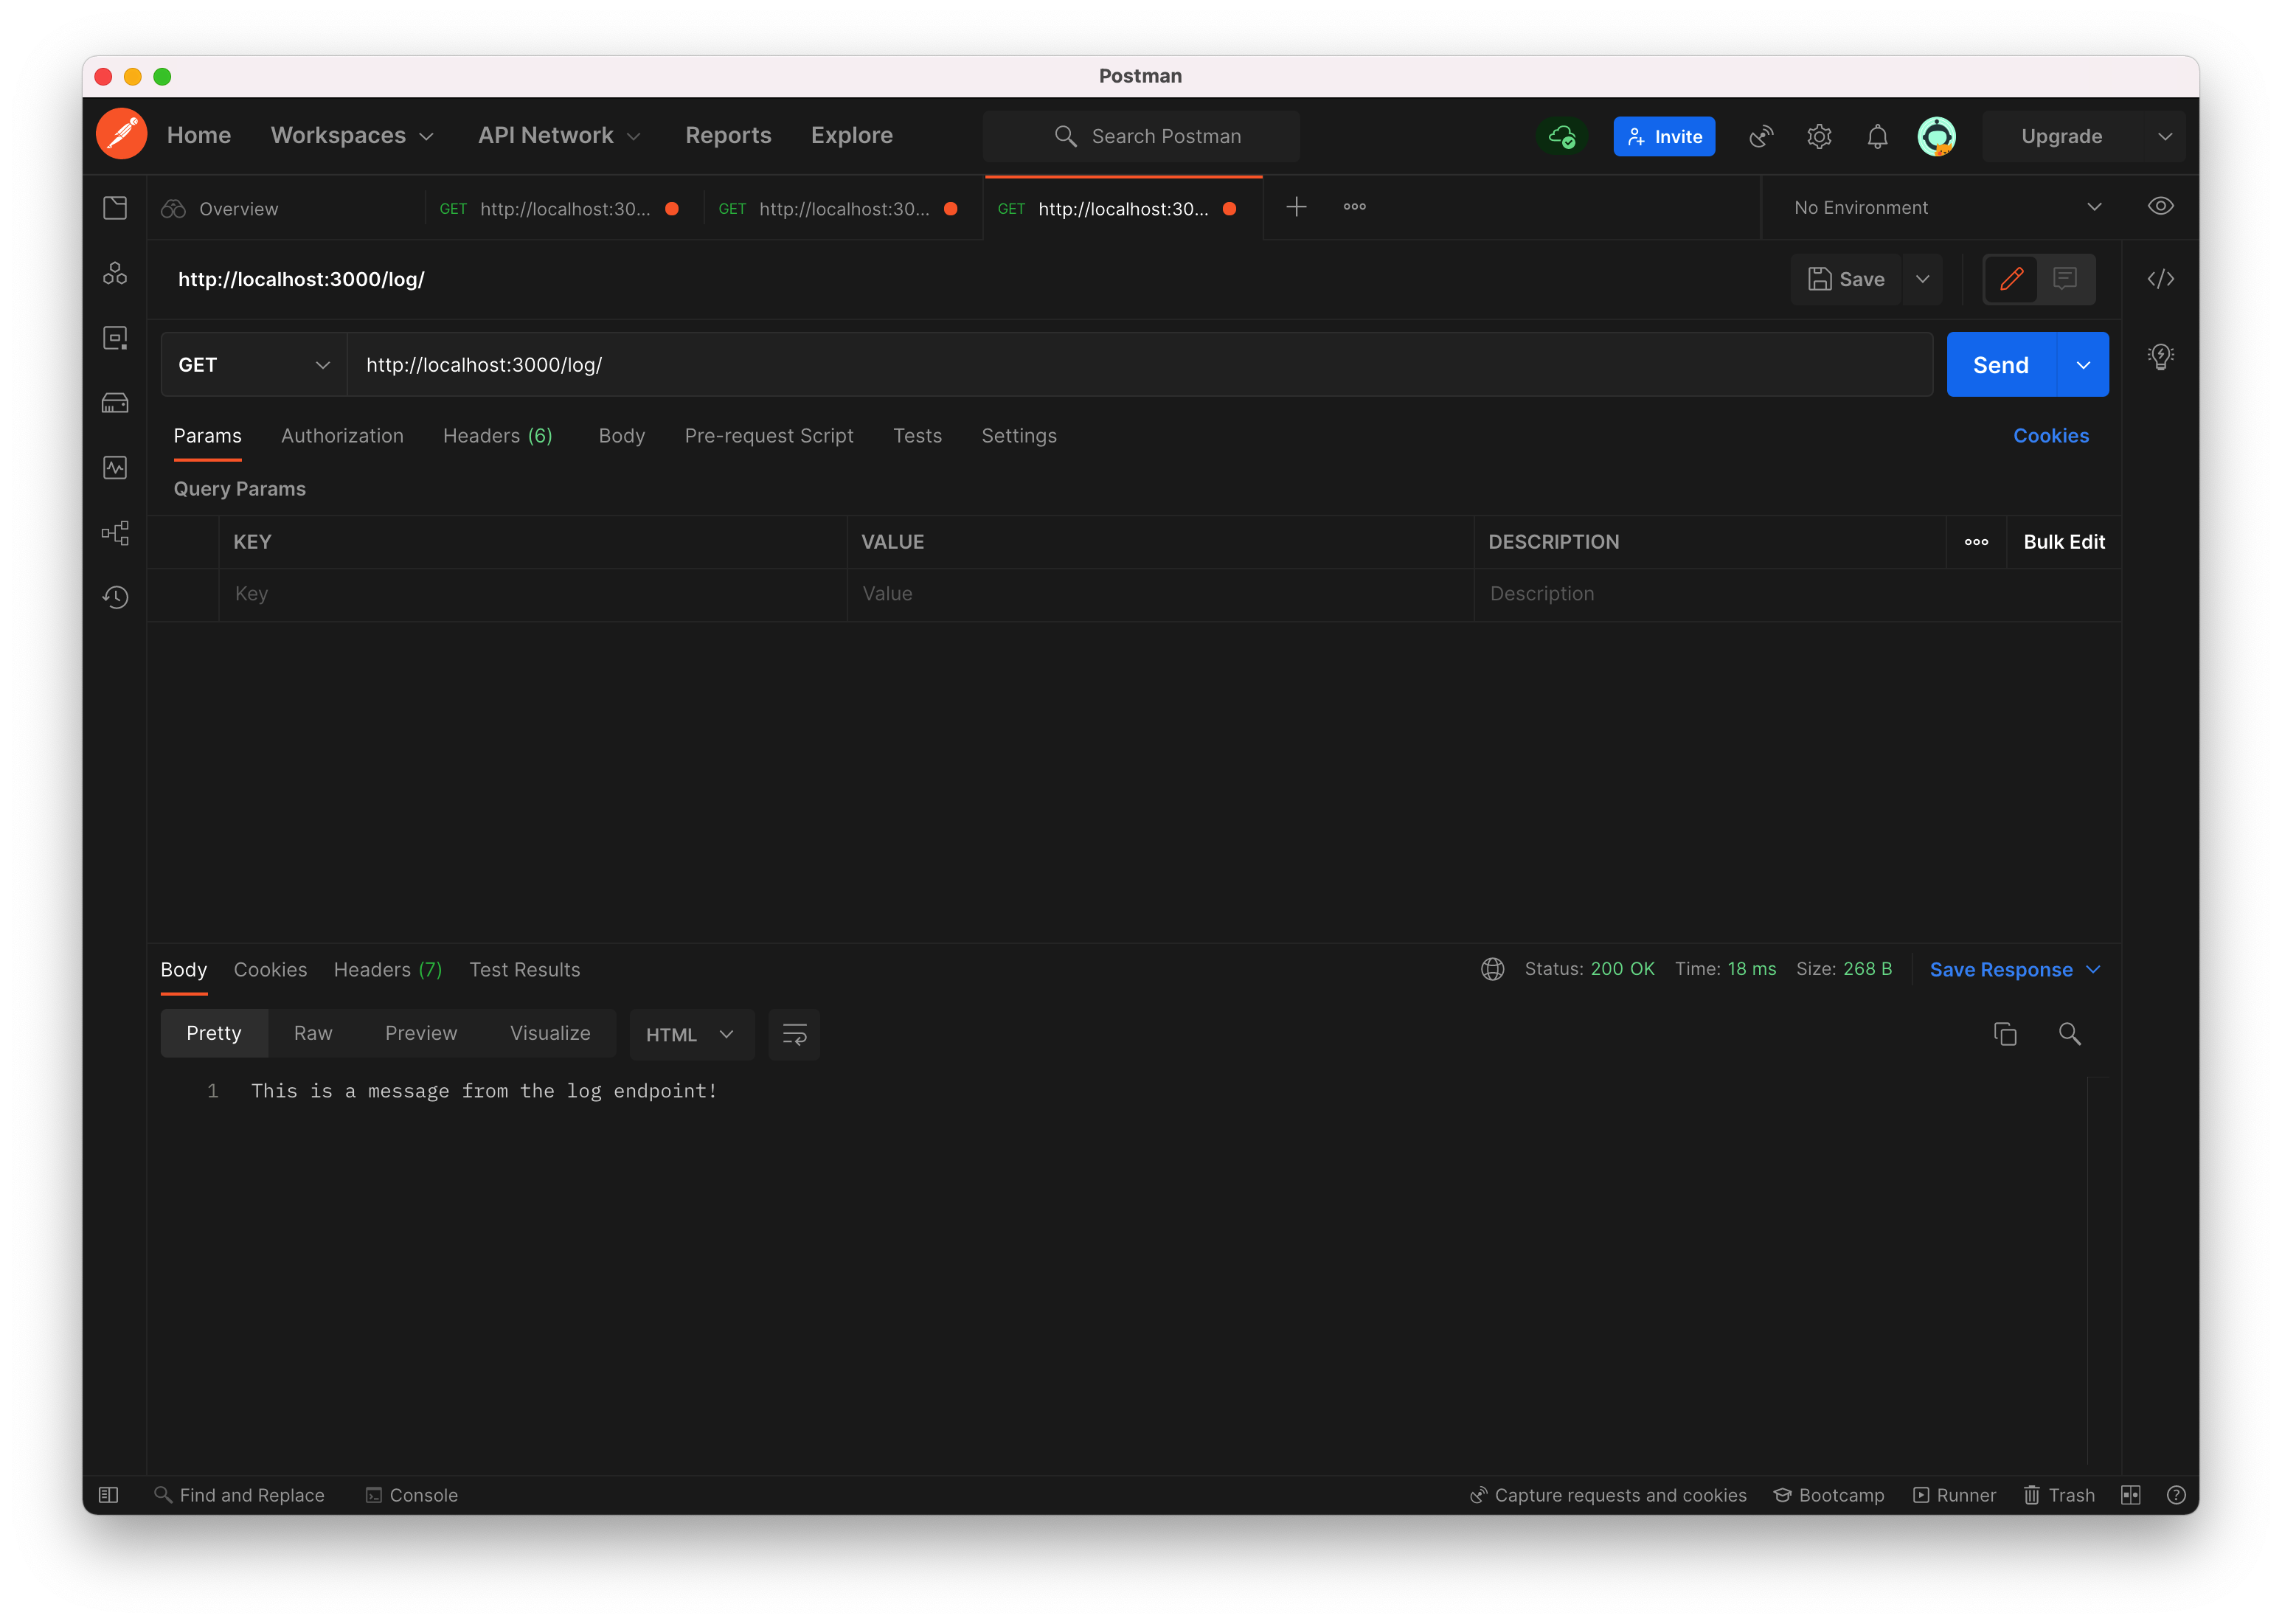 Postman
Home Workspaces API Network Reports Explore Search Postman Invite Upgrade
Overview GET http://localhost:30... GET http://localhost:30... GET http://localhost:30... No Environment
http://localhost:3000/log/ Save
GET http://localhost:3000/log/ Send
Params Authorization Headers (6) Body Pre-request Script Tests Settings Cookies
Query Params
KEY VALUE DESCRIPTION Bulk Edit
Key Value Description
Body Cookies Headers (7) Test Results Status: 200 OK Time: 18 ms Size: 268 B Save Response
Pretty Raw Preview Visualize HTML
1 This is a message from the log endpoint!
Find and Replace Console Capture requests and cookies Bootcamp Runner Trash